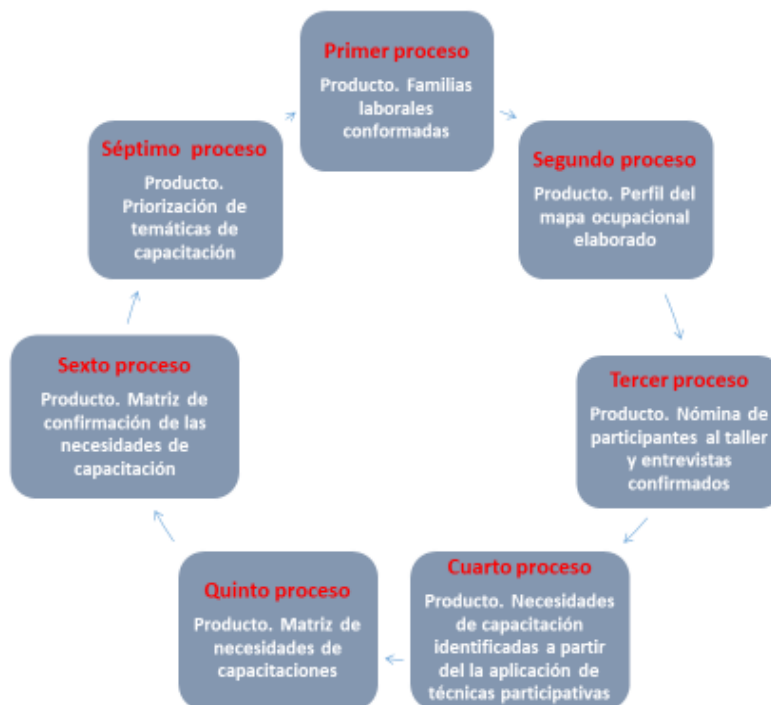 Primer proceso
Producto. Familias
laborales
conformadas
Segundo proceso
Producto. Perfil del
mapa ocupacional
elaborado
Tercer proceso
Producto. Nómina de
participantes al taller
y entrevistas
confirmados
Cuarto proceso
Producto. Necesidades
de capacitación
identificadas a partir
del la aplicación de
técnicas participativas
Quinto proceso
Producto. Matriz de
necesidades de
capacitaciones
Sexto proceso
Producto. Matriz de
confirmación de las
necesidades de
capacitación
Séptimo proceso
Producto.
Priorización de
temáticas de
capacitación